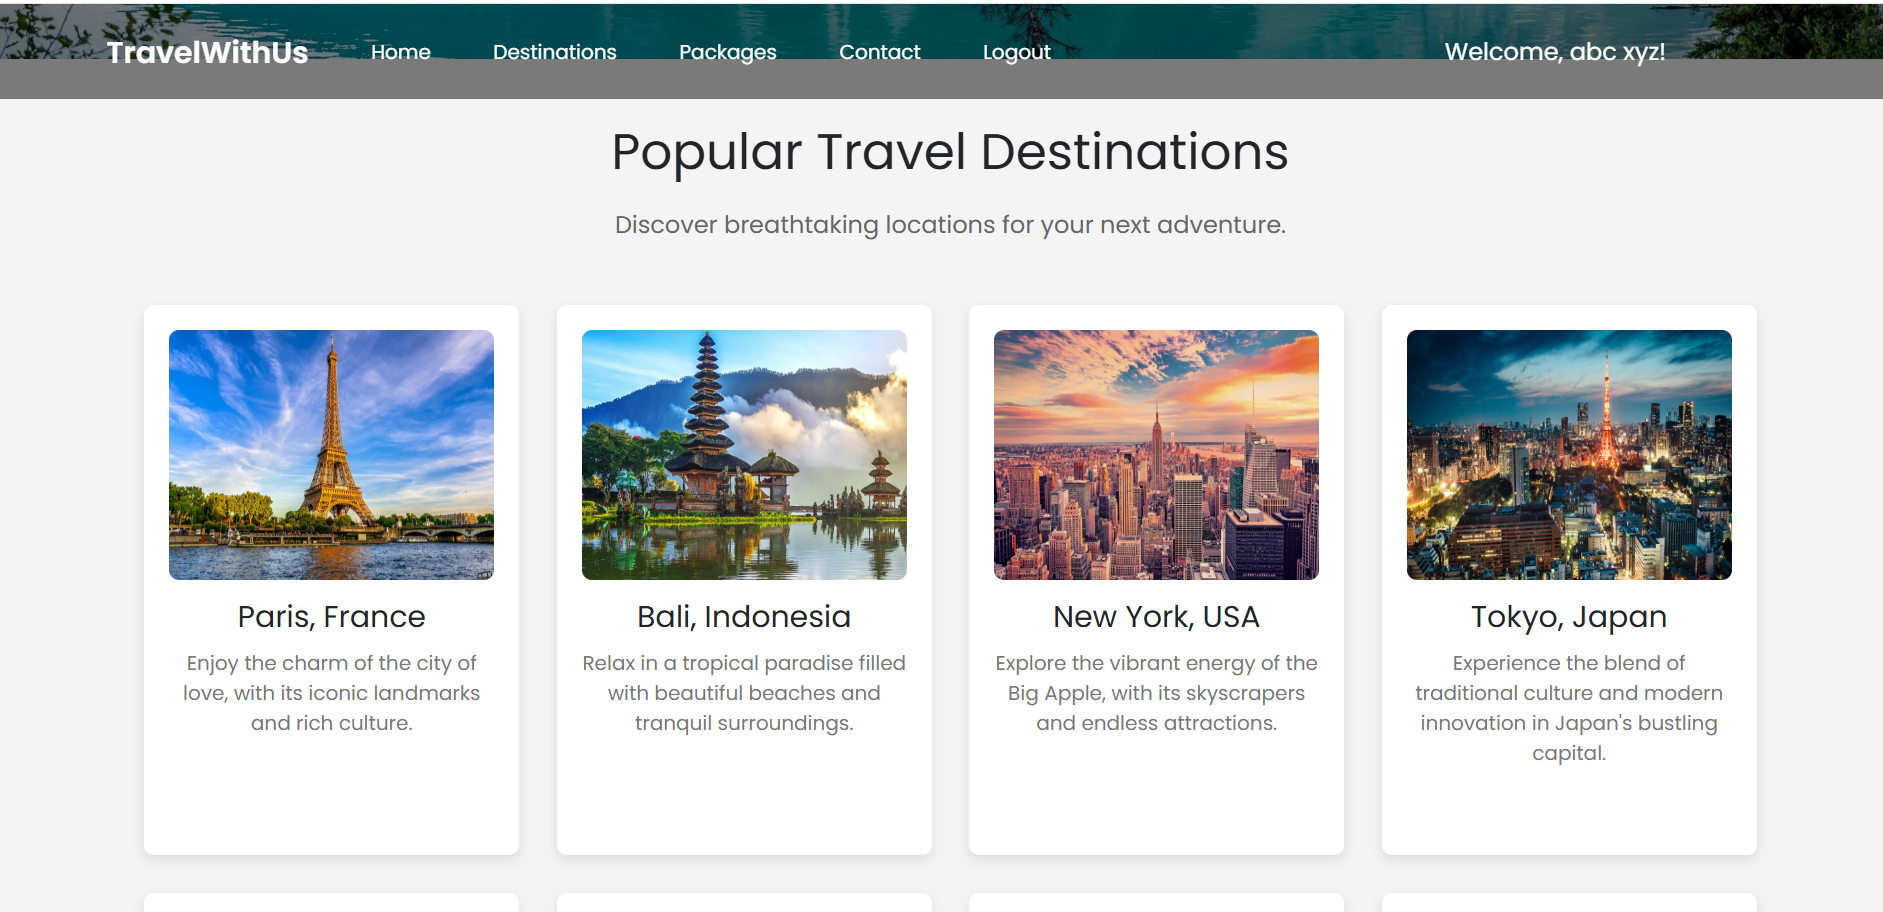 TravelWithUs Home Destinations Packages Contact Logout Welcome, abc xyz!
Popular Travel Destinations
Discover breathtaking locations for your next adventure.
Paris, France
Enjoy the charm of the city of
love, with its iconic landmarks
and rich culture.
Bali, Indonesia
Relax in a tropical paradise filled
with beautiful beaches and
tranquil surroundings.
New York, USA
Explore the vibrant energy of the
Big Apple, with its skyscrapers
and endless attractions.
Tokyo, Japan
Experience the blend of
traditional culture and modern
innovation in Japan's bustling
capital.